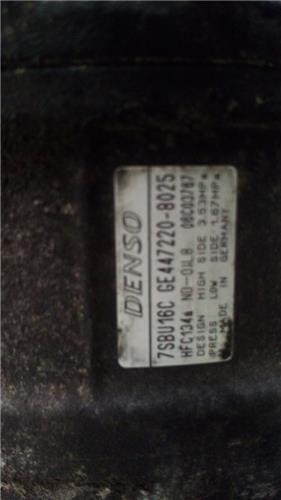 DENSO
7SBU16C GE447220-8025
HFC134a ND-OIL8 08C03787
DESIGN HIGH SIDE 3.53MPa
PRESS LOW SIDE 1.67MPa
MADE IN GERMANY